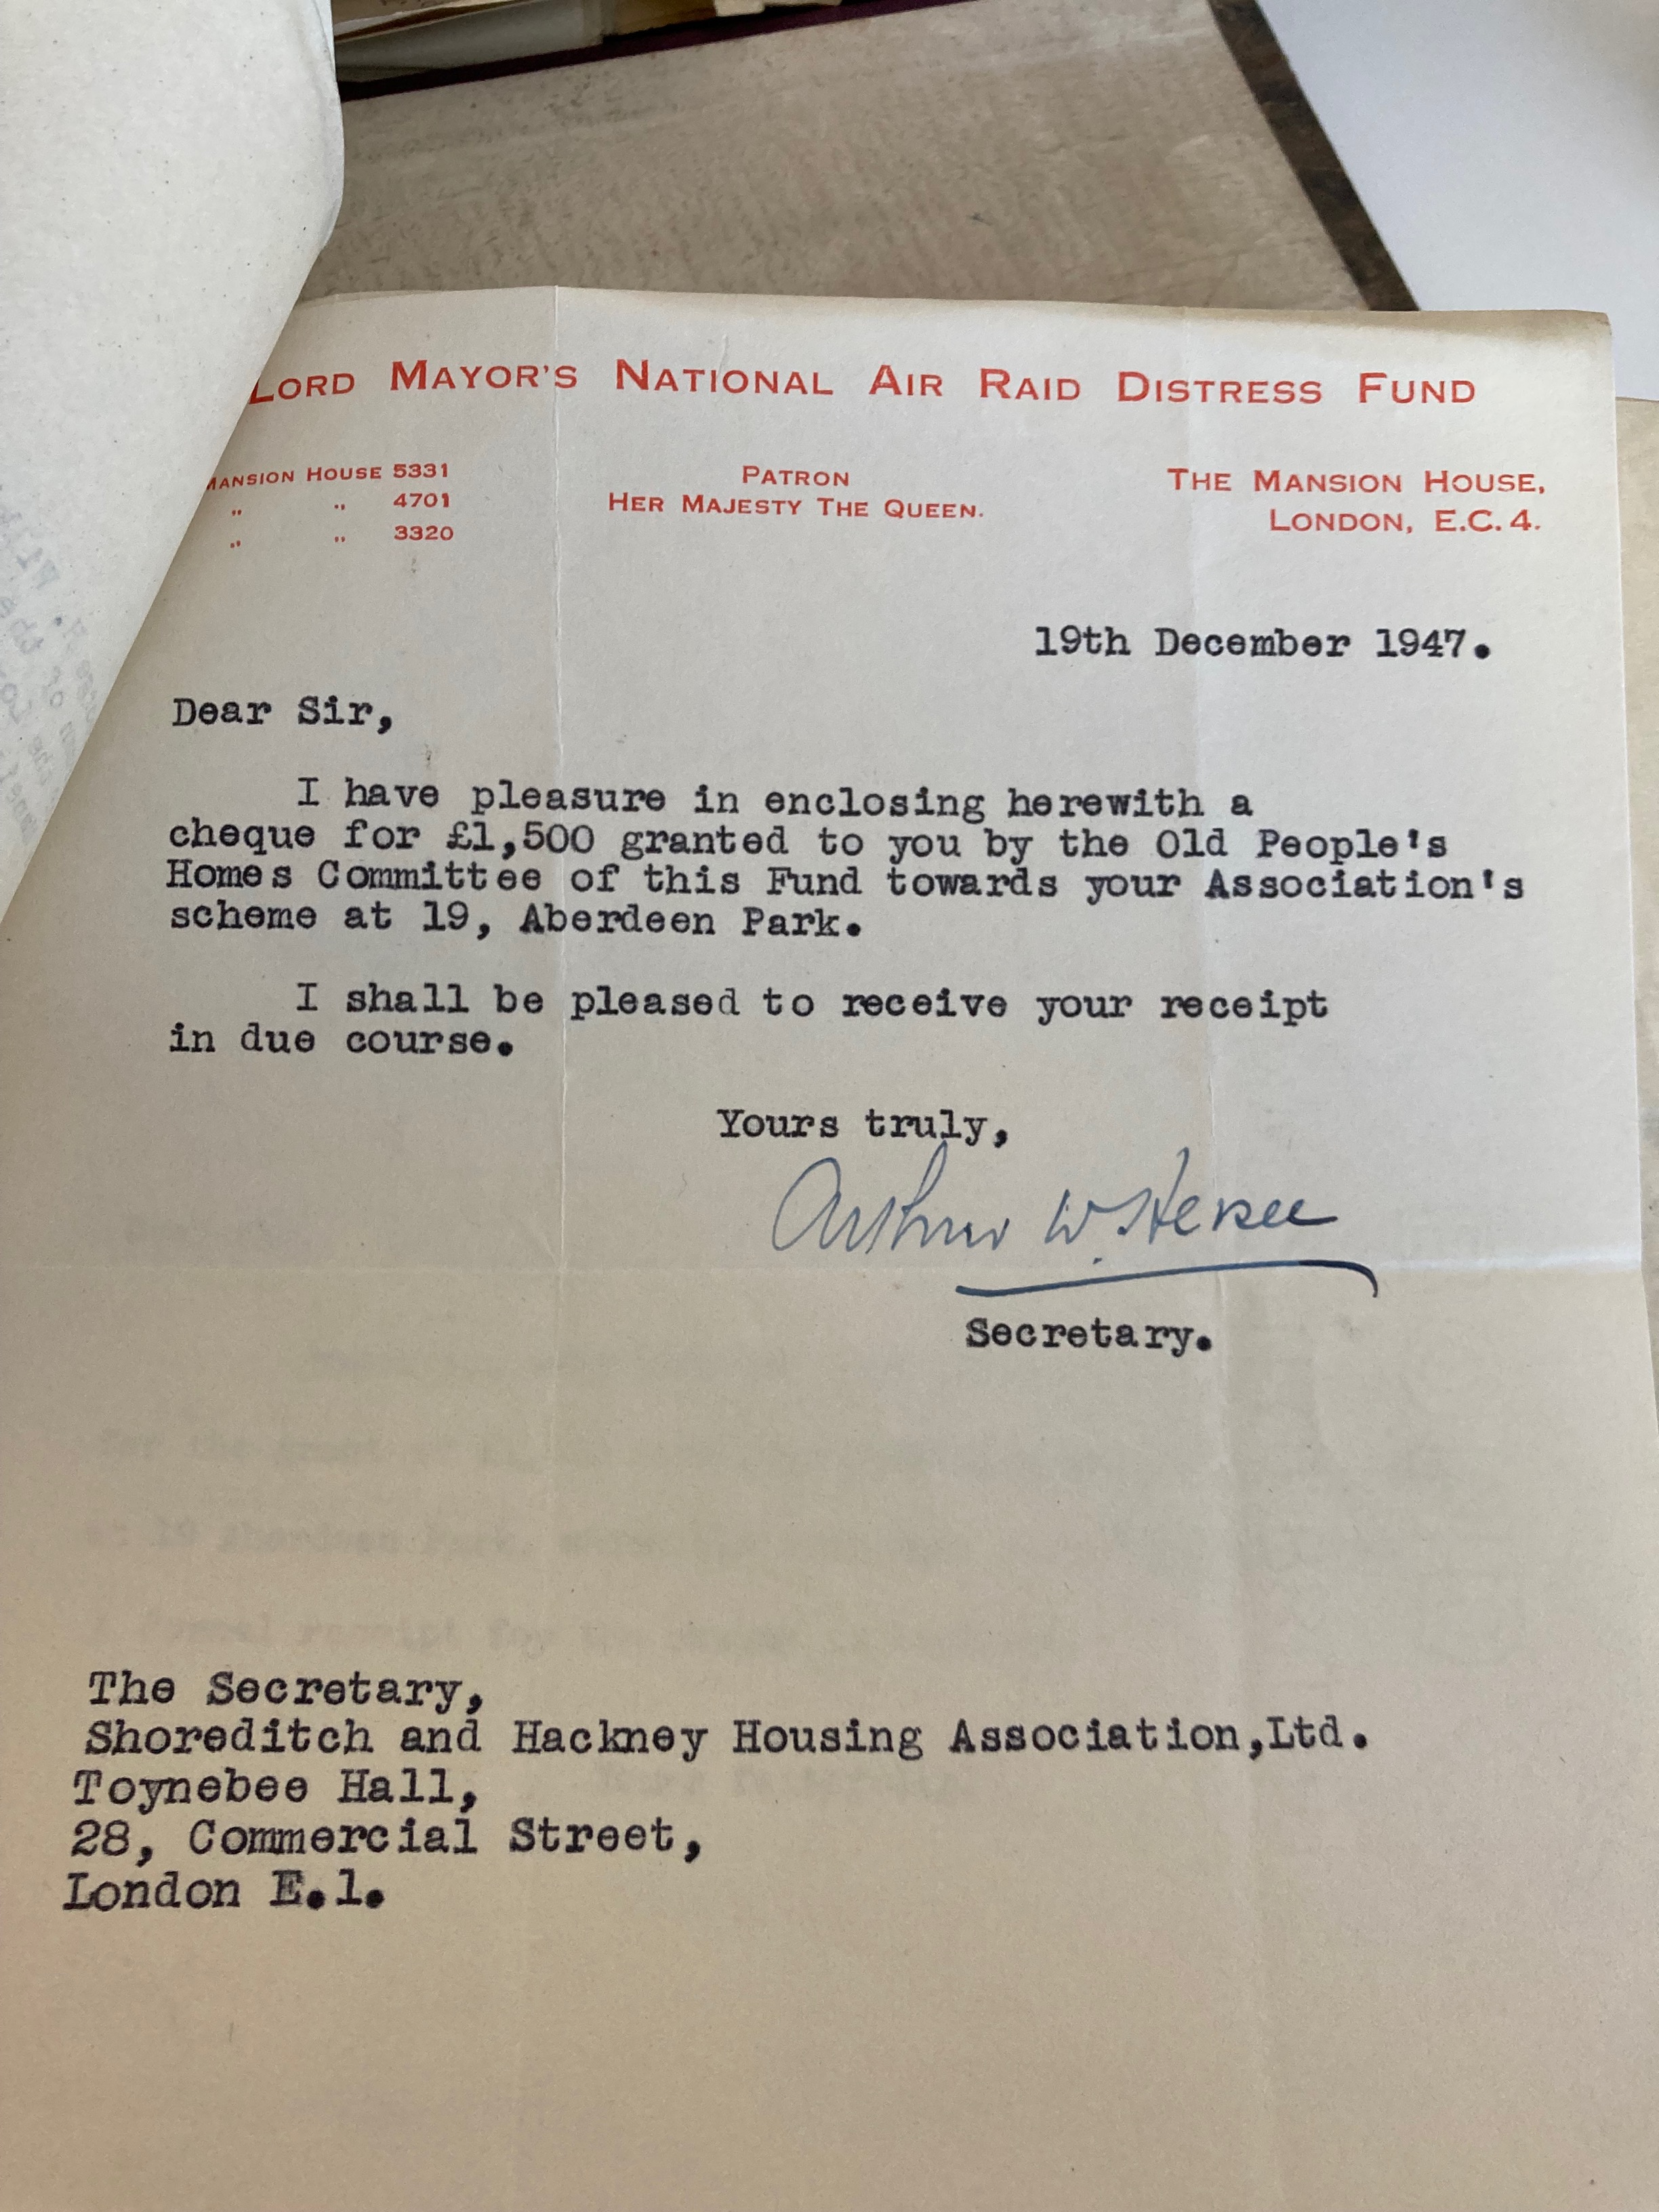 LORD MAYOR'S NATIONAL AIR RAID DISTRESS FUND
MANSION HOUSE 5331
" " 4701
" " 3320
PATRON
HER MAJESTY THE QUEEN.
THE MANSION HOUSE,
LONDON, E.C.4.
19th December 1947.
Dear Sir,
I have pleasure in enclosing herewith a
cheque for £1,500 granted to you by the Old People's
Homes Committee of this Fund towards your Association's
scheme at 19, Aberdeen Park.
I shall be pleased to receive your receipt
in due course.
Yours truly,
Arthur W.
Secretary.
The Secretary,
Shoreditch and Hackney Housing Association,Ltd.
Toynebee Hall,
28, Commercial Street,
London E.1.